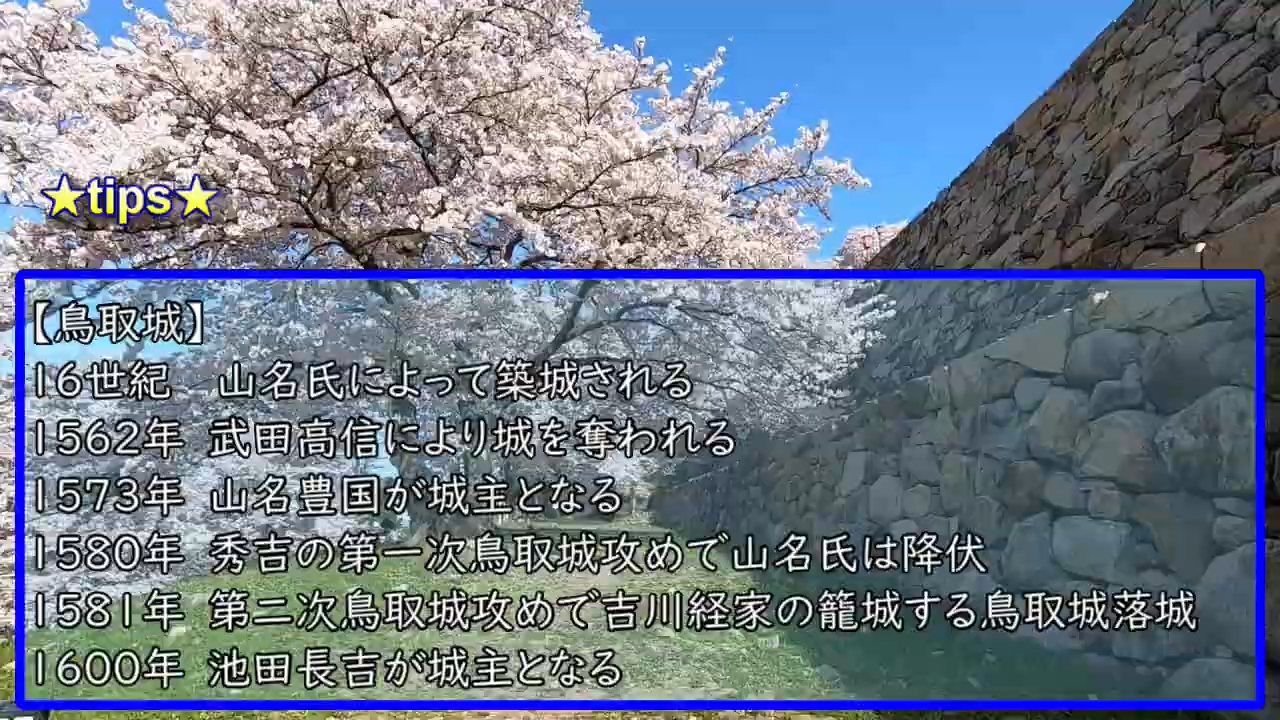 ★tips★
【鳥取城】
16世紀 山名氏によって築城される
1562年 武田高信により城を奪われる
1573年 山名豊国が城主となる
1580年 秀吉の第一次鳥取城攻めで山名氏は降伏
1581年 第二次鳥取城攻めで吉川経家の籠城する鳥取城落城
1600年 池田長吉が城主となる